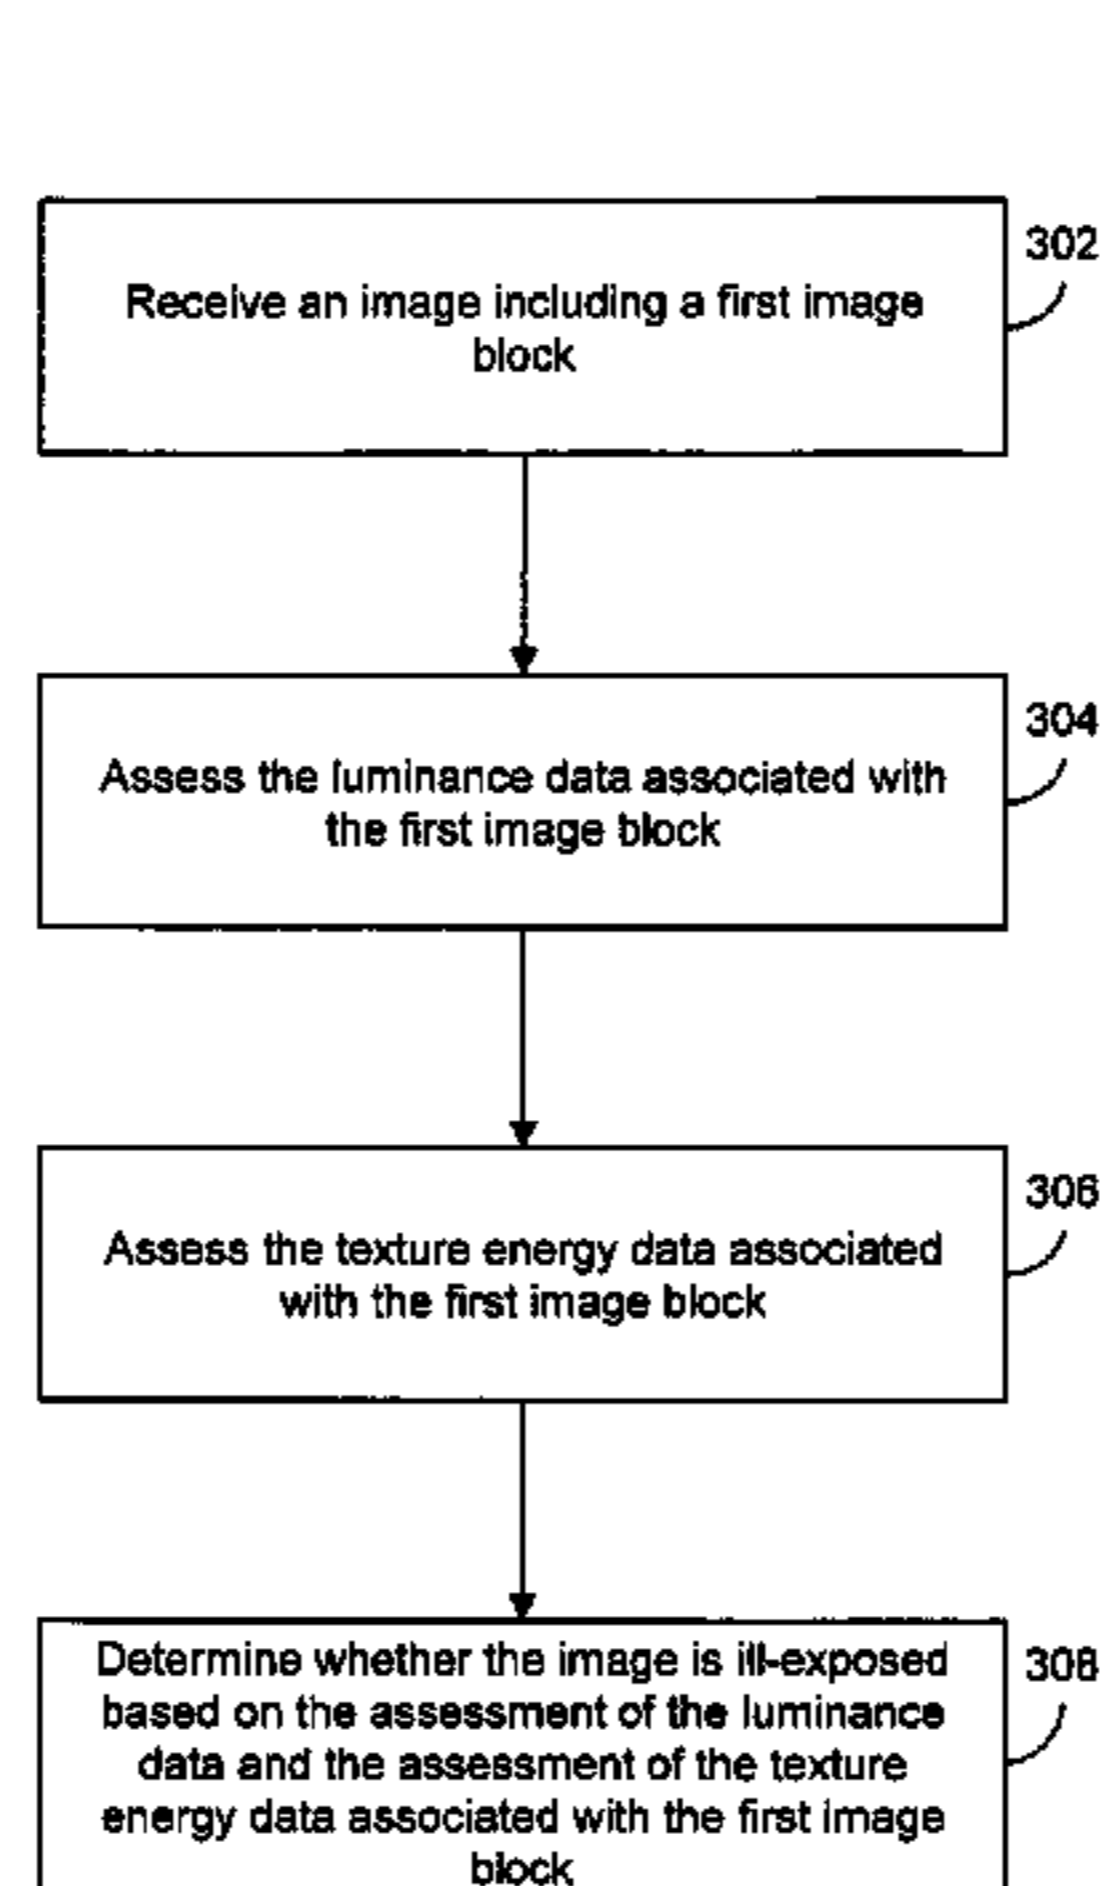 302
Receive an image including a first image
block
304
Assess the luminance data associated with
the first image block
306
Assess the texture energy data associated
with the first image block
308
Determine whether the image is ill-exposed
based on the assessment of the luminance
data and the assessment of the texture
energy data associated with the first image
block